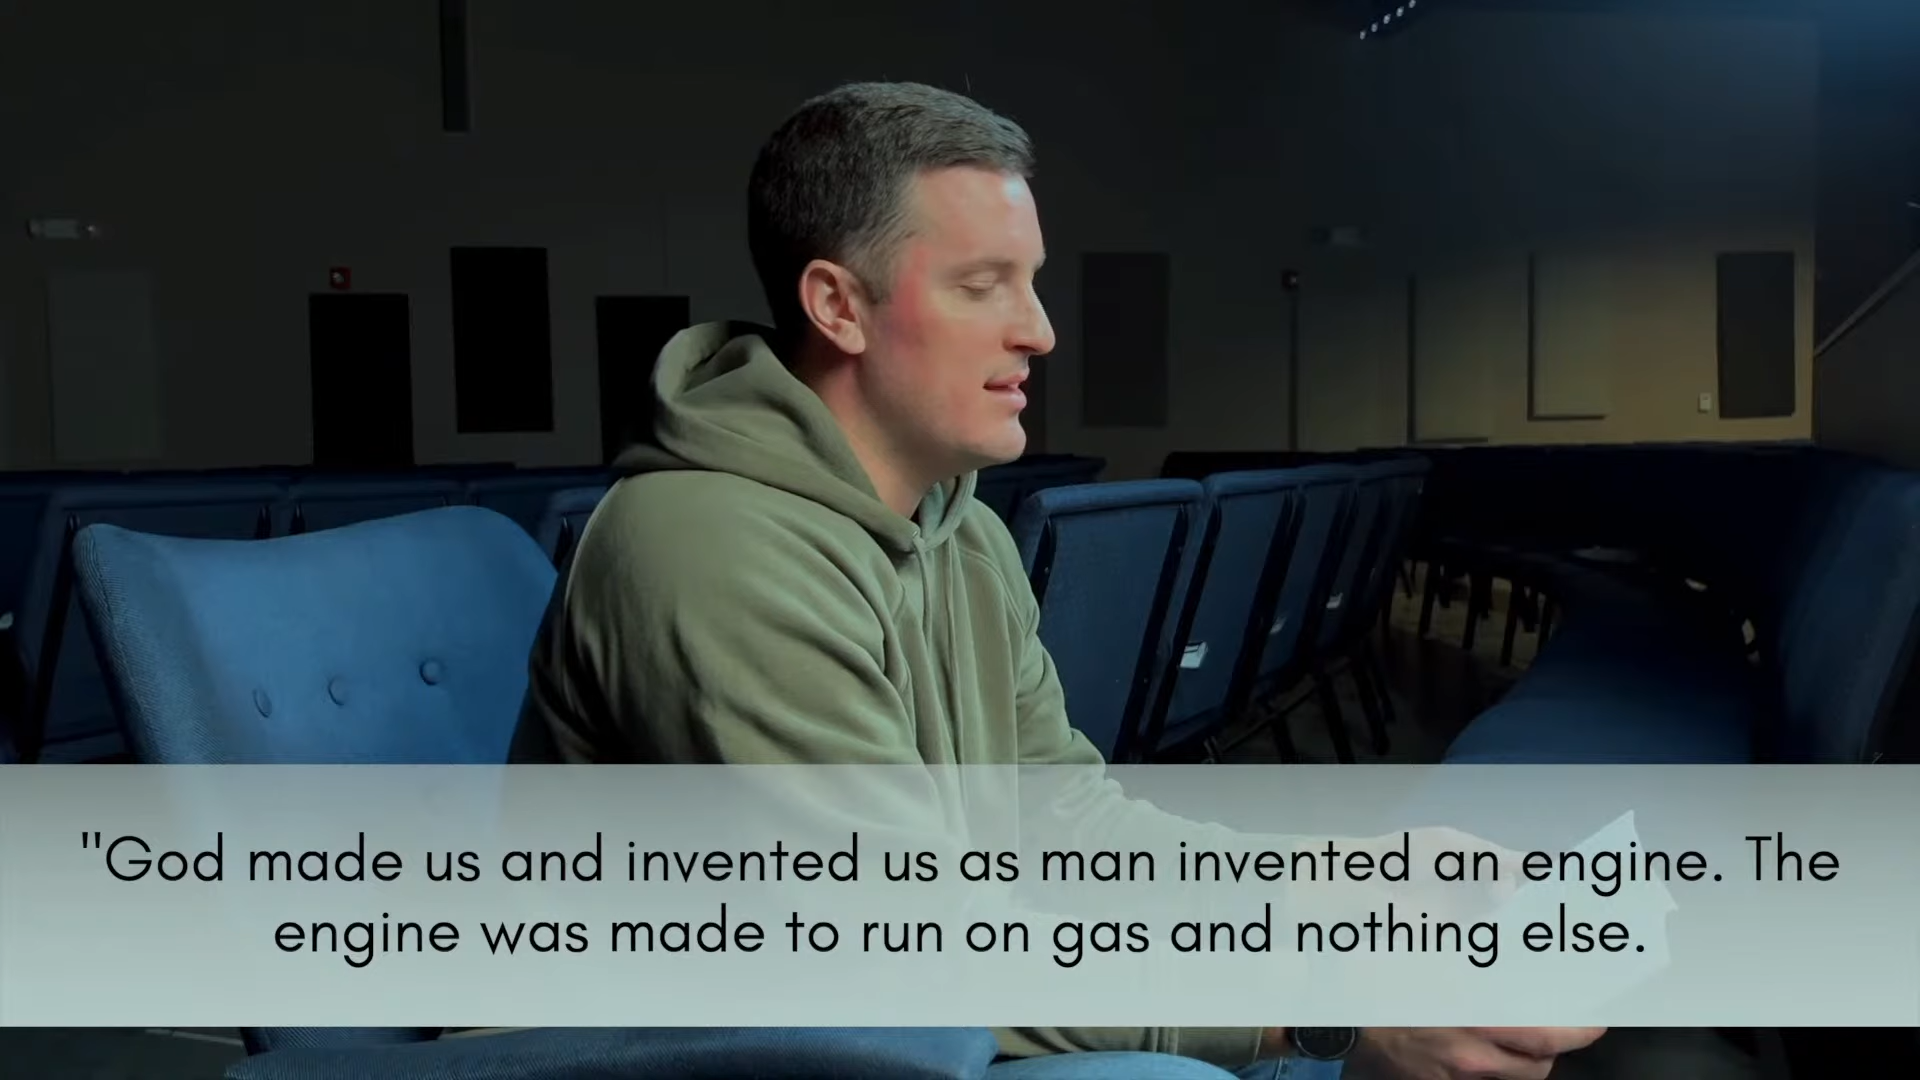 "God made us and invented us as man invented an engine. The
engine was made to run on gas and nothing else.